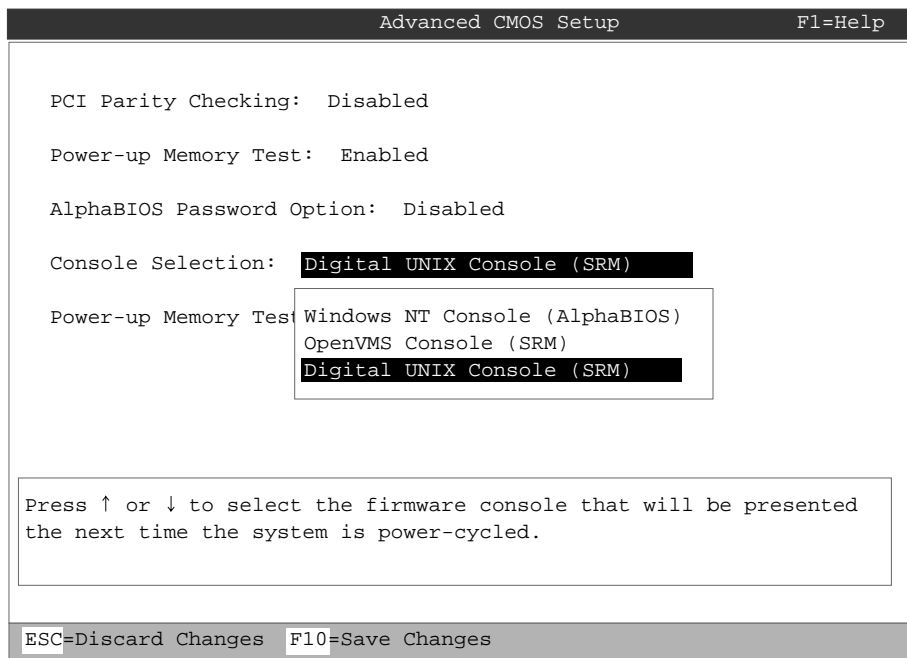 Advanced CMOS Setup F1=Help
PCI Parity Checking: Disabled
Power-up Memory Test: Enabled
AlphaBIOS Password Option: Disabled
Console Selection: Digital UNIX Console (SRM)
Power-up Memory Test
Windows NT Console (AlphaBIOS)
OpenVMS Console (SRM)
Digital UNIX Console (SRM)
Press ↑ or ↓ to select the firmware console that will be presented
the next time the system is power-cycled.
ESC=Discard Changes F10=Save Changes